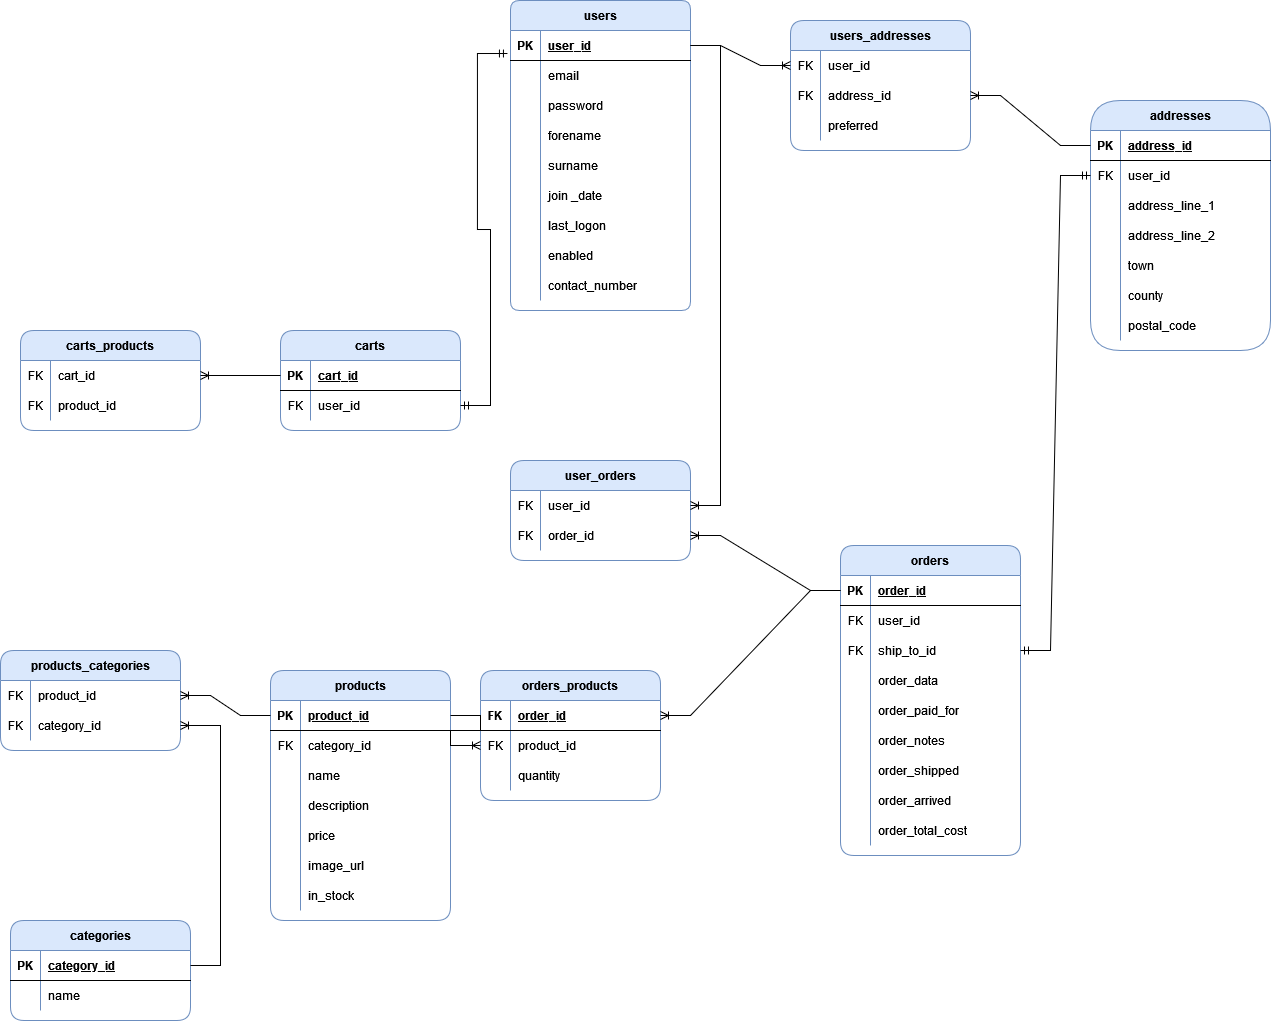 users
PK user_id
email
password
forename
surname
join _date
last_logon
enabled
contact_number
users_addresses
FK user_id
FK address_id
preferred
addresses
PK address_id
FK user_id
address_line_1
address_line_2
town
county
postal_code
carts_products
FK cart_id
FK product_id
carts
PK cart_id
FK user_id
user_orders
FK user_id
FK order_id
orders
PK order_id
FK user_id
FK ship_to_id
order_data
order_paid_for
order_notes
order_shipped
order_arrived
order_total_cost
products_categories
FK product_id
FK category_id
products
PK product_id
FK category_id
name
description
price
image_url
in_stock
orders_products
FK order_id
FK product_id
quantity
categories
PK category_id
name